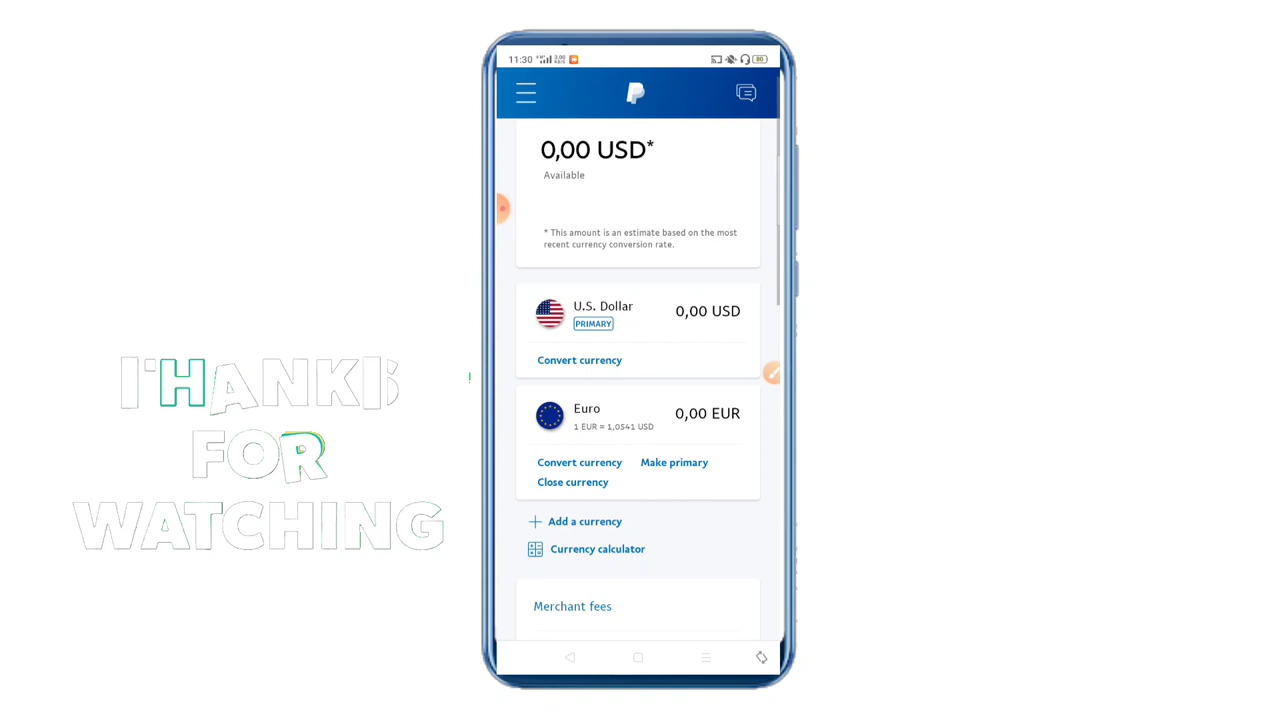 11:30
0,00 USD*
Available
* This amount is an estimate based on the most
recent currency conversion rate.
U.S. Dollar
PRIMARY
0,00 USD
Convert currency
Euro
1 EUR = 1,0541 USD
0,00 EUR
Convert currency
Make primary
Close currency
Add a currency
Currency calculator
Merchant fees
THANKS
FOR
WATCHING
!